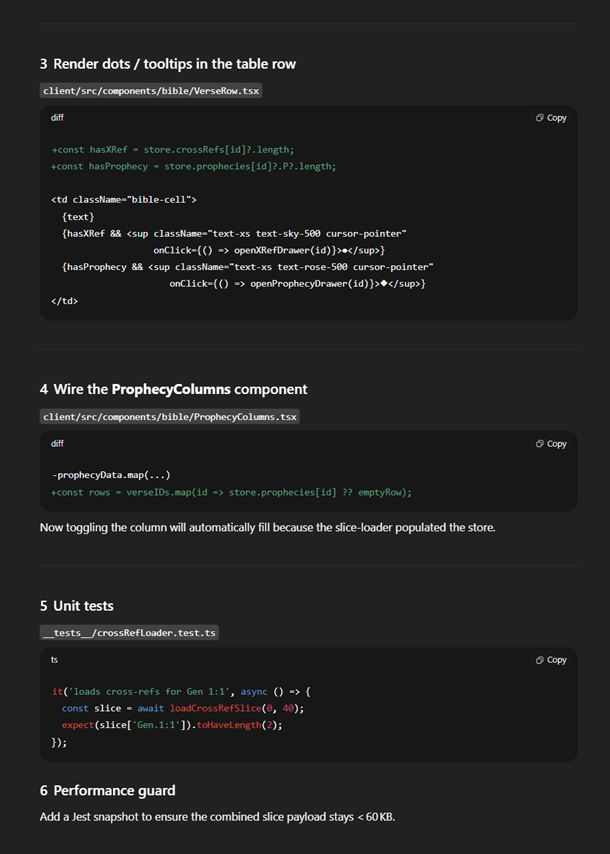 3 Render dots / tooltips in the table row
client/src/components/bible/VerseRow.tsx
diff
Copy
+const hasXRef = store.crossRefs[id]?.length;
+const hasProphecy = store.prophecies[id]?.P?.length;
<td className="bible-cell">
{text}
{hasXRef && <sup className="text-xs text-sky-500 cursor-pointer"
onClick={() => openXRefDrawer(id)}>●</sup>}
{hasProphecy && <sup className="text-xs text-rose-500 cursor-pointer"
onClick={() => openProphecyDrawer(id)}>◆</sup>}
</td>
4 Wire the ProphecyColumns component
client/src/components/bible/ProphecyColumns.tsx
diff
Copy
-prophecyData.map(...)
+const rows = verseIDs.map(id => store.prophecies[id] ?? emptyRow);
Now toggling the column will automatically fill because the slice-loader populated the store.
5 Unit tests
__tests__/crossRefLoader.test.ts
ts
Copy
it('loads cross-refs for Gen 1:1', async () => {
const slice = await loadCrossRefSlice(0, 40);
expect(slice['Gen.1:1']).toHaveLength(2);
});
6 Performance guard
Add a Jest snapshot to ensure the combined slice payload stays < 60 KB.